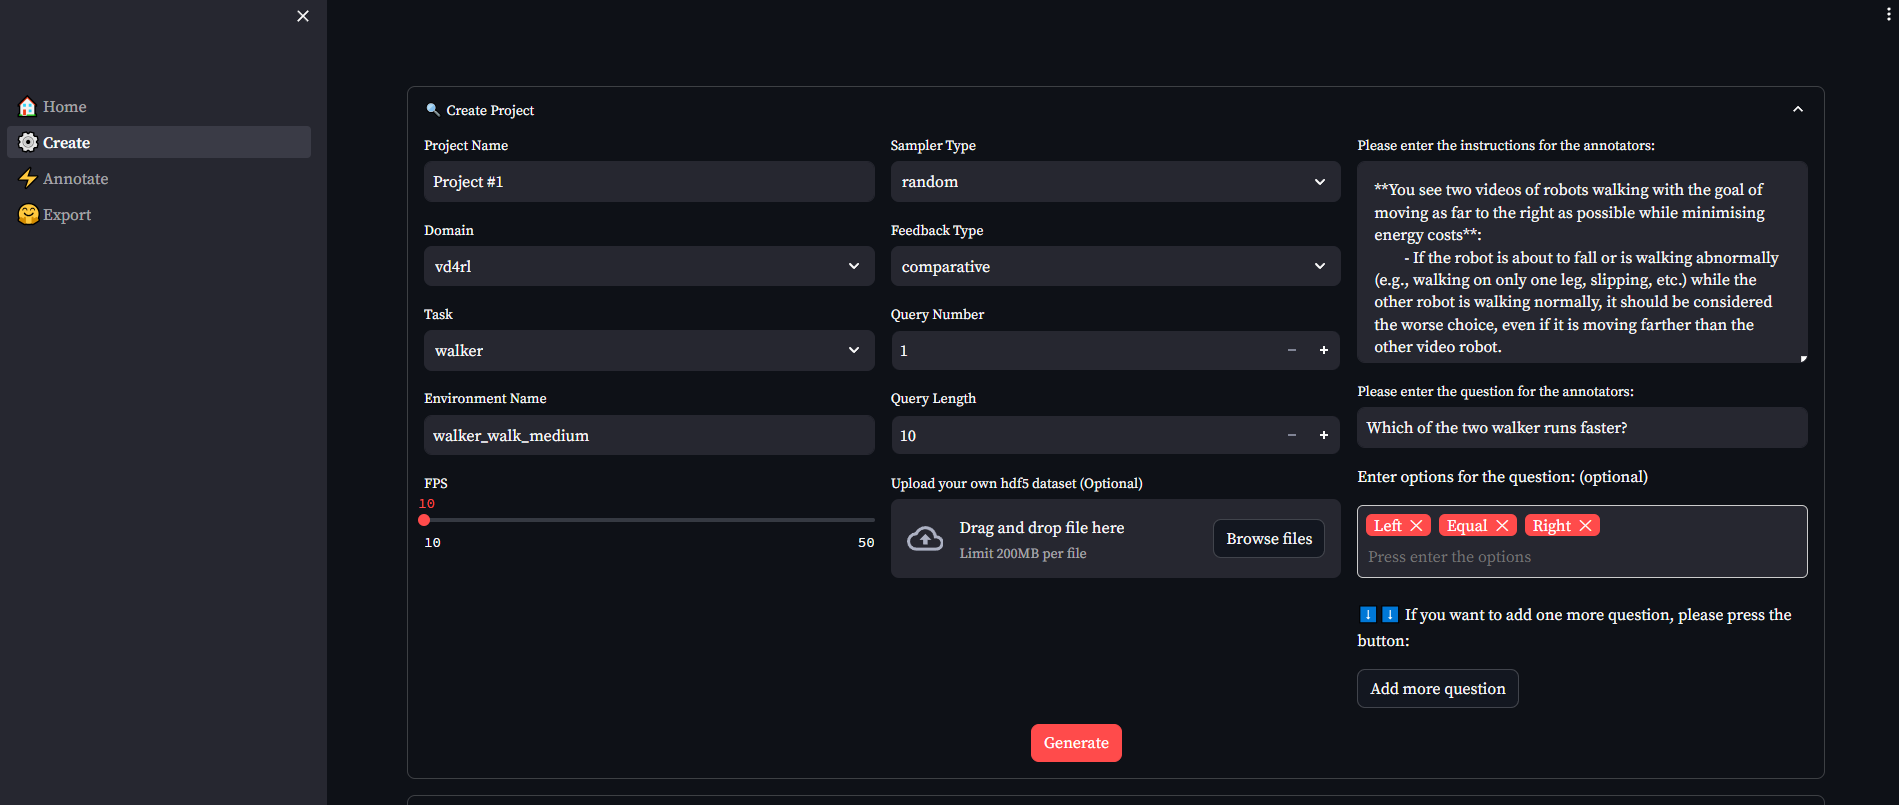 Home
Create
Annotate
Export
Create Project
Project Name
Project #1
Domain
vd4rl
Task
walker
Environment Name
walker_walk_medium
FPS
10
10 50
Sampler Type
random
Feedback Type
comparative
Query Number
1
Query Length
10
Upload your own hdf5 dataset (Optional)
Drag and drop file here
Limit 200MB per file
Browse files
Please enter the instructions for the annotators:
**You see two videos of robots walking with the goal of
moving as far to the right as possible while minimising
energy costs**:
- If the robot is about to fall or is walking abnormally
(e.g., walking on only one leg, slipping, etc.) while the
other robot is walking normally, it should be considered
the worse choice, even if it is moving farther than the
other video robot.
Please enter the question for the annotators:
Which of the two walker runs faster?
Enter options for the question: (optional)
Left Equal Right
Press enter the options
If you want to add one more question, please press the
button:
Add more question
Generate